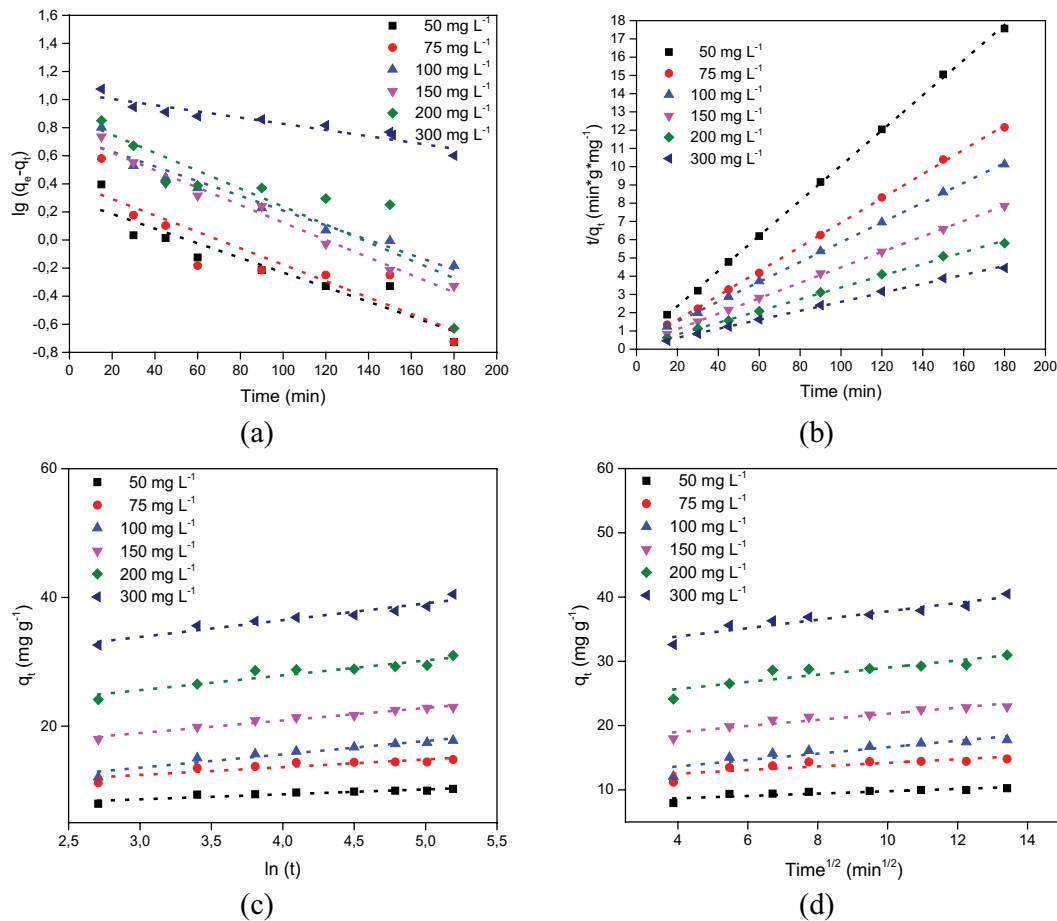 1,6
1,4
1,2
1,0
0,8
0,6
0,4
0,2
0,0
-0,2
-0,4
-0,6
-0,8
lg (qₑ-qₜ)
50 mg L⁻¹
75 mg L⁻¹
100 mg L⁻¹
150 mg L⁻¹
200 mg L⁻¹
300 mg L⁻¹
0 20 40 60 80 100 120 140 160 180 200
Time (min)
(a)
18
17
16
15
14
13
12
11
10
9
8
7
6
5
4
3
2
1
0
t/qₜ (min*g*mg⁻¹)
50 mg L⁻¹
75 mg L⁻¹
100 mg L⁻¹
150 mg L⁻¹
200 mg L⁻¹
300 mg L⁻¹
0 20 40 60 80 100 120 140 160 180 200
Time (min)
(b)
60
40
20
qₜ (mg g⁻¹)
50 mg L⁻¹
75 mg L⁻¹
100 mg L⁻¹
150 mg L⁻¹
200 mg L⁻¹
300 mg L⁻¹
2,5 3,0 3,5 4,0 4,5 5,0 5,5
ln (t)
(c)
60
50
40
30
20
10
qₜ (mg g⁻¹)
50 mg L⁻¹
75 mg L⁻¹
100 mg L⁻¹
150 mg L⁻¹
200 mg L⁻¹
300 mg L⁻¹
4 6 8 10 12 14
Time¹ᐟ² (min¹ᐟ²)
(d)